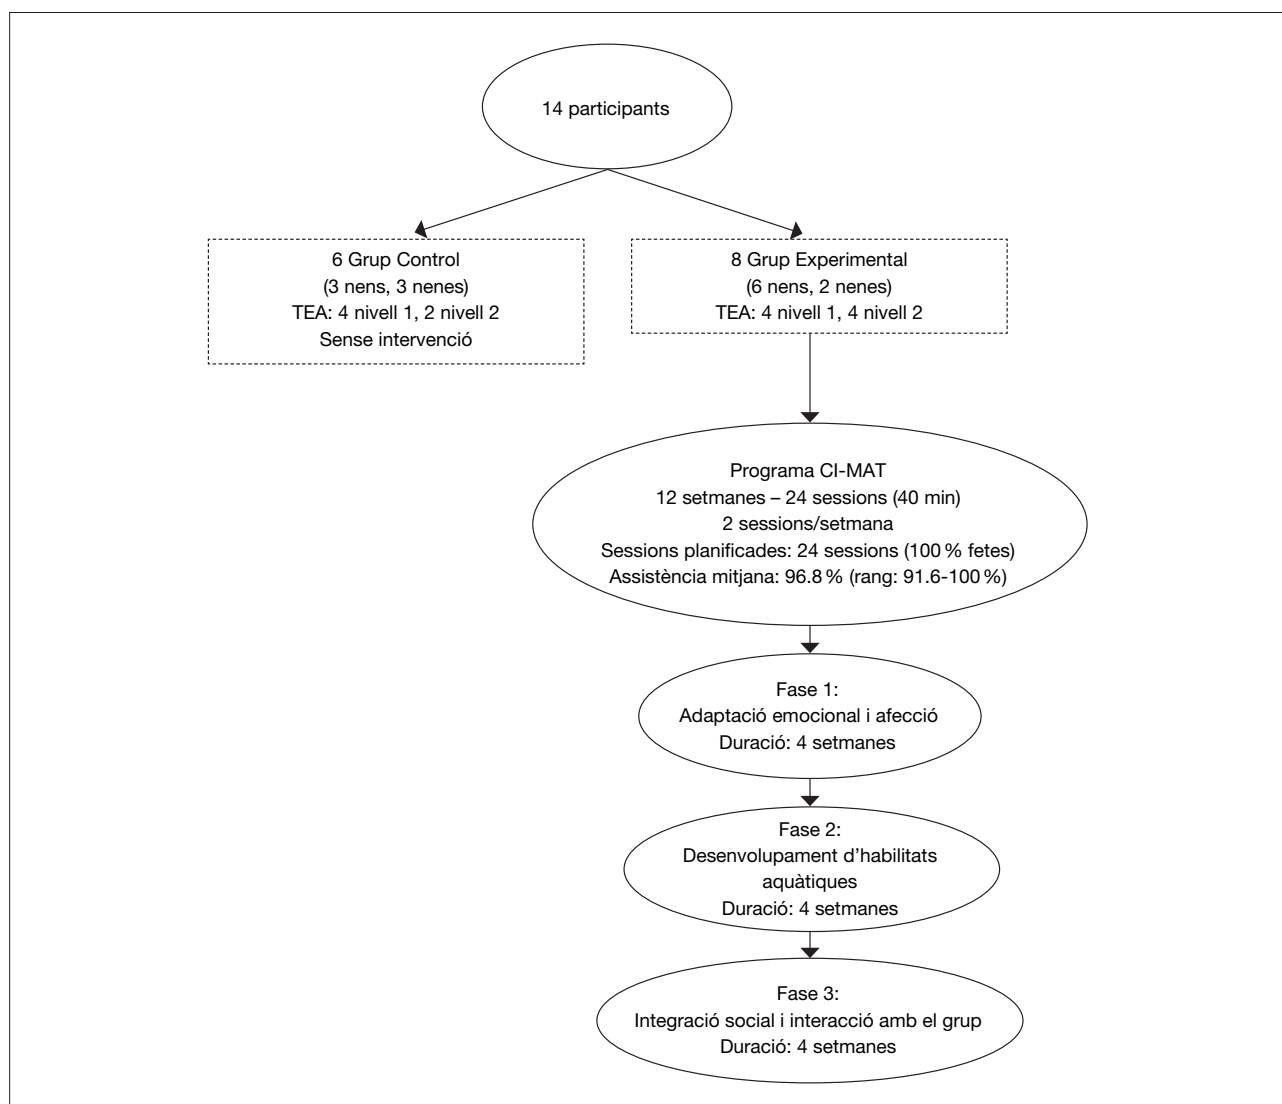 14 participants
6 Grup Control
(3 nens, 3 nenes)
TEA: 4 nivell 1, 2 nivell 2
Sense intervenció
8 Grup Experimental
(6 nens, 2 nenes)
TEA: 4 nivell 1, 4 nivell 2
Programa CI-MAT
12 setmanes – 24 sessions (40 min)
2 sessions/setmana
Sessions planificades: 24 sessions (100 % fetes)
Assistència mitjana: 96.8 % (rang: 91.6-100 %)
Fase 1:
Adaptació emocional i afecció
Duració: 4 setmanes
Fase 2:
Desenvolupament d’habilitats
aquàtiques
Duració: 4 setmanes
Fase 3:
Integració social i interacció amb el grup
Duració: 4 setmanes